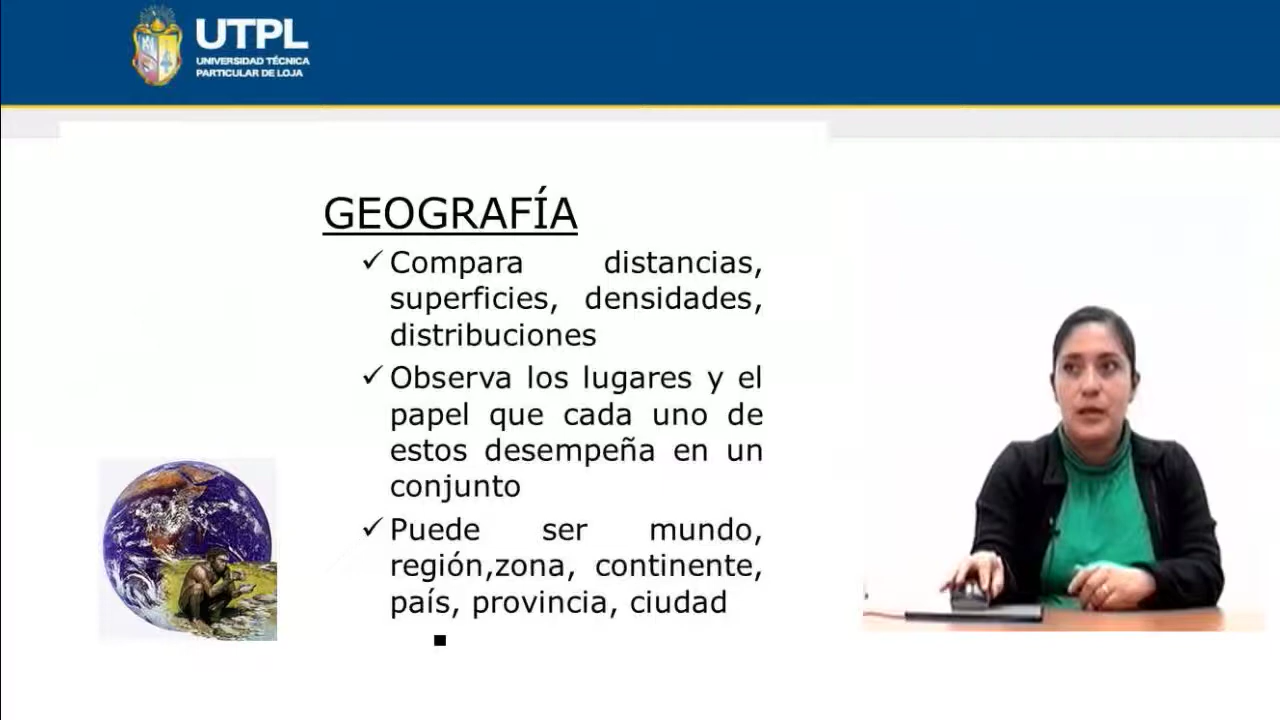 UTPL
UNIVERSIDAD TÉCNICA
PARTICULAR DE LOJA
GEOGRAFÍA
✓ Compara distancias,
superficies, densidades,
distribuciones
✓ Observa los lugares y el
papel que cada uno de
estos desempeña en un
conjunto
✓ Puede ser mundo,
región,zona, continente,
país, provincia, ciudad